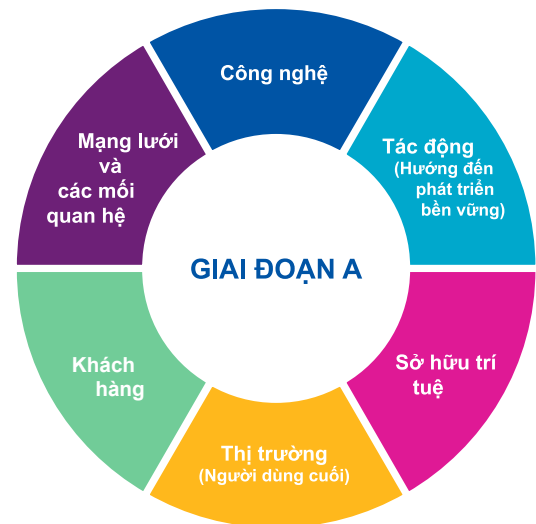 Công nghệ
Tác động
(Hướng đến
phát triển
bền vững)
Sở hữu trí
tuệ
Thị trường
(Người dùng cuối)
Khách
hàng
Mạng lưới
và
các mối
quan hệ
GIAI ĐOẠN A